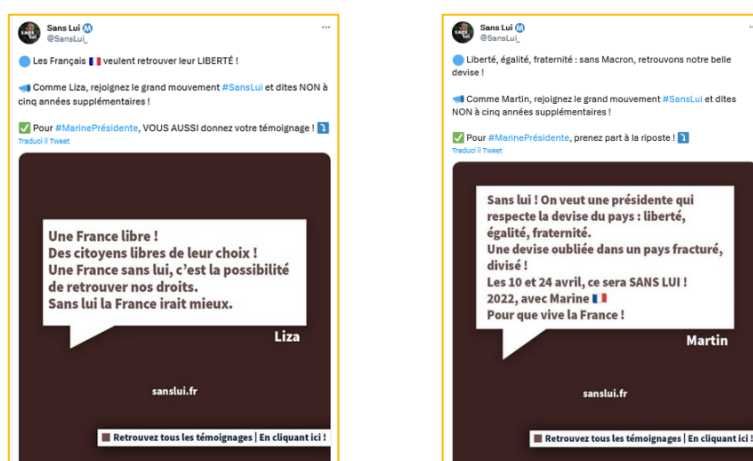 Sans Lui Ⓜ
@SansLui_
🔵 Les Français 🇫🇷 veulent retrouver leur LIBERTÉ !
📣 Comme Liza, rejoignez le grand mouvement #SansLui et dites NON à
cinq années supplémentaires !
✅ Pour #MarinePrésidente, VOUS AUSSI donnez votre témoignage ! ⤵️
Traduci il Tweet
Une France libre !
Des citoyens libres de leur choix !
Une France sans lui, c’est la possibilité
de retrouver nos droits.
Sans lui la France irait mieux.
Liza
sanslui.fr
Retrouvez tous les témoignages | En cliquant ici !
Sans Lui Ⓜ
@SansLui_
🔵 Liberté, égalité, fraternité : sans Macron, retrouvons notre belle
devise !
📣 Comme Martin, rejoignez le grand mouvement #SansLui et dites
NON à cinq années supplémentaires !
✅ Pour #MarinePrésidente, prenez part à la riposte ! ⤵️
Traduci il Tweet
Sans lui ! On veut une présidente qui
respecte la devise du pays : liberté,
égalité, fraternité.
Une devise oubliée dans un pays fracturé,
divisé !
Les 10 et 24 avril, ce sera SANS LUI !
2022, avec Marine 🇫🇷
Pour que vive la France !
Martin
sanslui.fr
Retrouvez tous les témoignages | En cliquant ici !